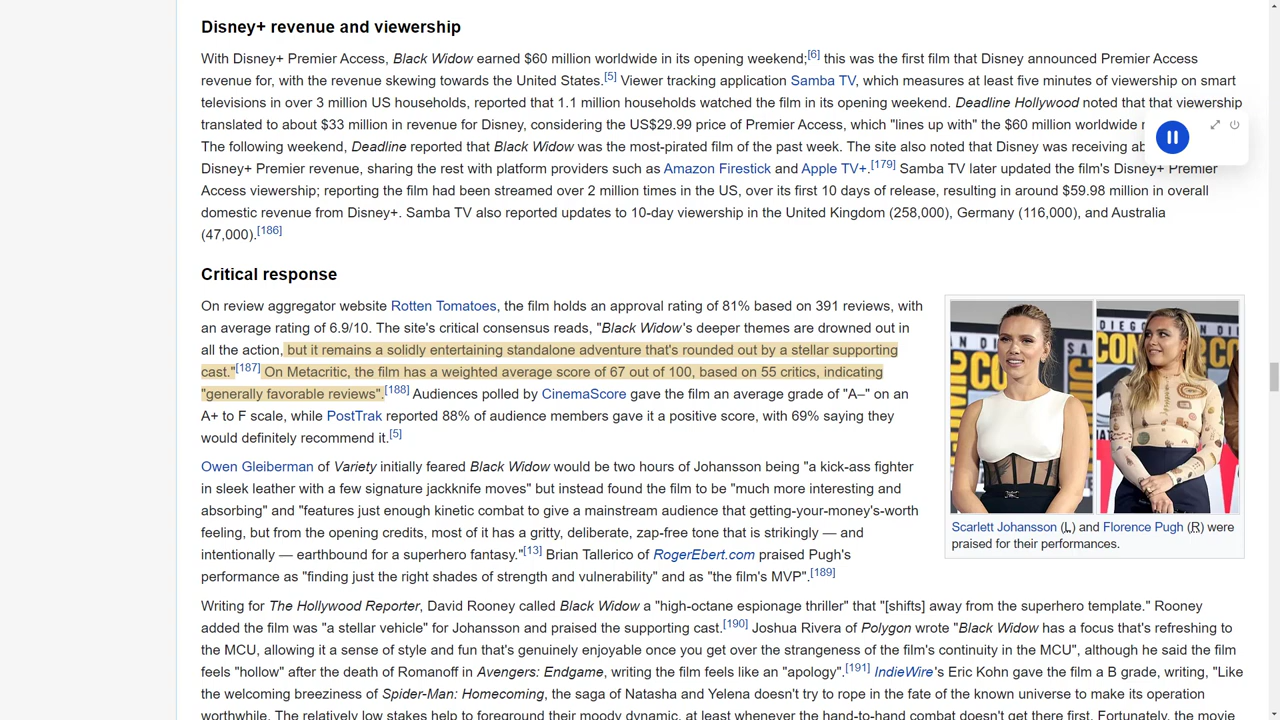 Disney+ revenue and viewership
With Disney+ Premier Access, Black Widow earned $60 million worldwide in its opening weekend;[6] this was the first film that Disney announced Premier Access
revenue for, with the revenue skewing towards the United States.[5] Viewer tracking application Samba TV, which measures at least five minutes of viewership on smart
televisions in over 3 million US households, reported that 1.1 million households watched the film in its opening weekend. Deadline Hollywood noted that that viewership
translated to about $33 million in revenue for Disney, considering the US$29.99 price of Premier Access, which "lines up with" the $60 million worldwide
The following weekend, Deadline reported that Black Widow was the most-pirated film of the past week. The site also noted that Disney was receiving
Disney+ Premier revenue, sharing the rest with platform providers such as Amazon Firestick and Apple TV+.[179] Samba TV later updated the film's Disney+ Premier
Access viewership; reporting the film had been streamed over 2 million times in the US, over its first 10 days of release, resulting in around $59.98 million in overall
domestic revenue from Disney+. Samba TV also reported updates to 10-day viewership in the United Kingdom (258,000), Germany (116,000), and Australia
(47,000).[186]
Critical response
On review aggregator website Rotten Tomatoes, the film holds an approval rating of 81% based on 391 reviews, with
an average rating of 6.9/10. The site's critical consensus reads, "Black Widow's deeper themes are drowned out in
all the action, but it remains a solidly entertaining standalone adventure that's rounded out by a stellar supporting
cast."[187] On Metacritic, the film has a weighted average score of 67 out of 100, based on 55 critics, indicating
"generally favorable reviews".[188] Audiences polled by CinemaScore gave the film an average grade of "A–" on an
A+ to F scale, while PostTrak reported 88% of audience members gave it a positive score, with 69% saying they
would definitely recommend it.[5]
Scarlett Johansson (L) and Florence Pugh (R) were
praised for their performances.
Owen Gleiberman of Variety initially feared Black Widow would be two hours of Johansson being "a kick-ass fighter
in sleek leather with a few signature jackknife moves" but instead found the film to be "much more interesting and
absorbing" and "features just enough kinetic combat to give a mainstream audience that getting-your-money's-worth
feeling, but from the opening credits, most of it has a gritty, deliberate, zap-free tone that is strikingly — and
intentionally — earthbound for a superhero fantasy."[13] Brian Tallerico of RogerEbert.com praised Pugh's
performance as "finding just the right shades of strength and vulnerability" and as "the film's MVP".[189]
Writing for The Hollywood Reporter, David Rooney called Black Widow a "high-octane espionage thriller" that "[shifts] away from the superhero template." Rooney
added the film was "a stellar vehicle" for Johansson and praised the supporting cast.[190] Joshua Rivera of Polygon wrote "Black Widow has a focus that's refreshing to
the MCU, allowing it a sense of style and fun that's genuinely enjoyable once you get over the strangeness of the film's continuity in the MCU", although he said the film
feels "hollow" after the death of Romanoff in Avengers: Endgame, writing the film feels like an "apology".[191] IndieWire's Eric Kohn gave the film a B grade, writing, "Like
the welcoming breeziness of Spider-Man: Homecoming, the saga of Natasha and Yelena doesn't try to rope in the fate of the known universe to make its operation
worthwhile. The relatively low stakes help to foreground their moody dynamic, at least whenever the hand-to-hand combat doesn't get there first. Fortunately, the movie